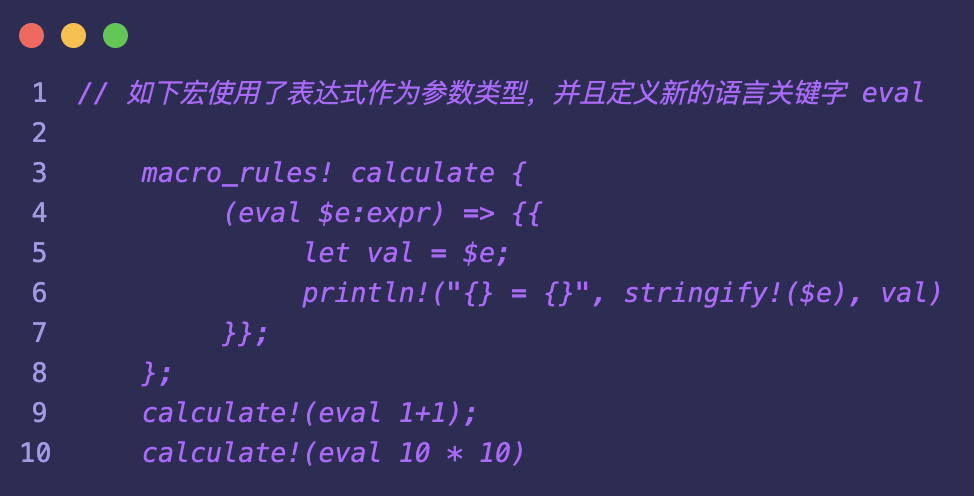 1 // 如下宏使用了表达式作为参数类型，并且定义新的语言关键字 eval
2
3 macro_rules! calculate {
4 (eval $e:expr) => {{
5 let val = $e;
6 println!("{} = {}", stringify!($e), val)
7 }};
8 };
9 calculate!(eval 1+1);
10 calculate!(eval 10 * 10)